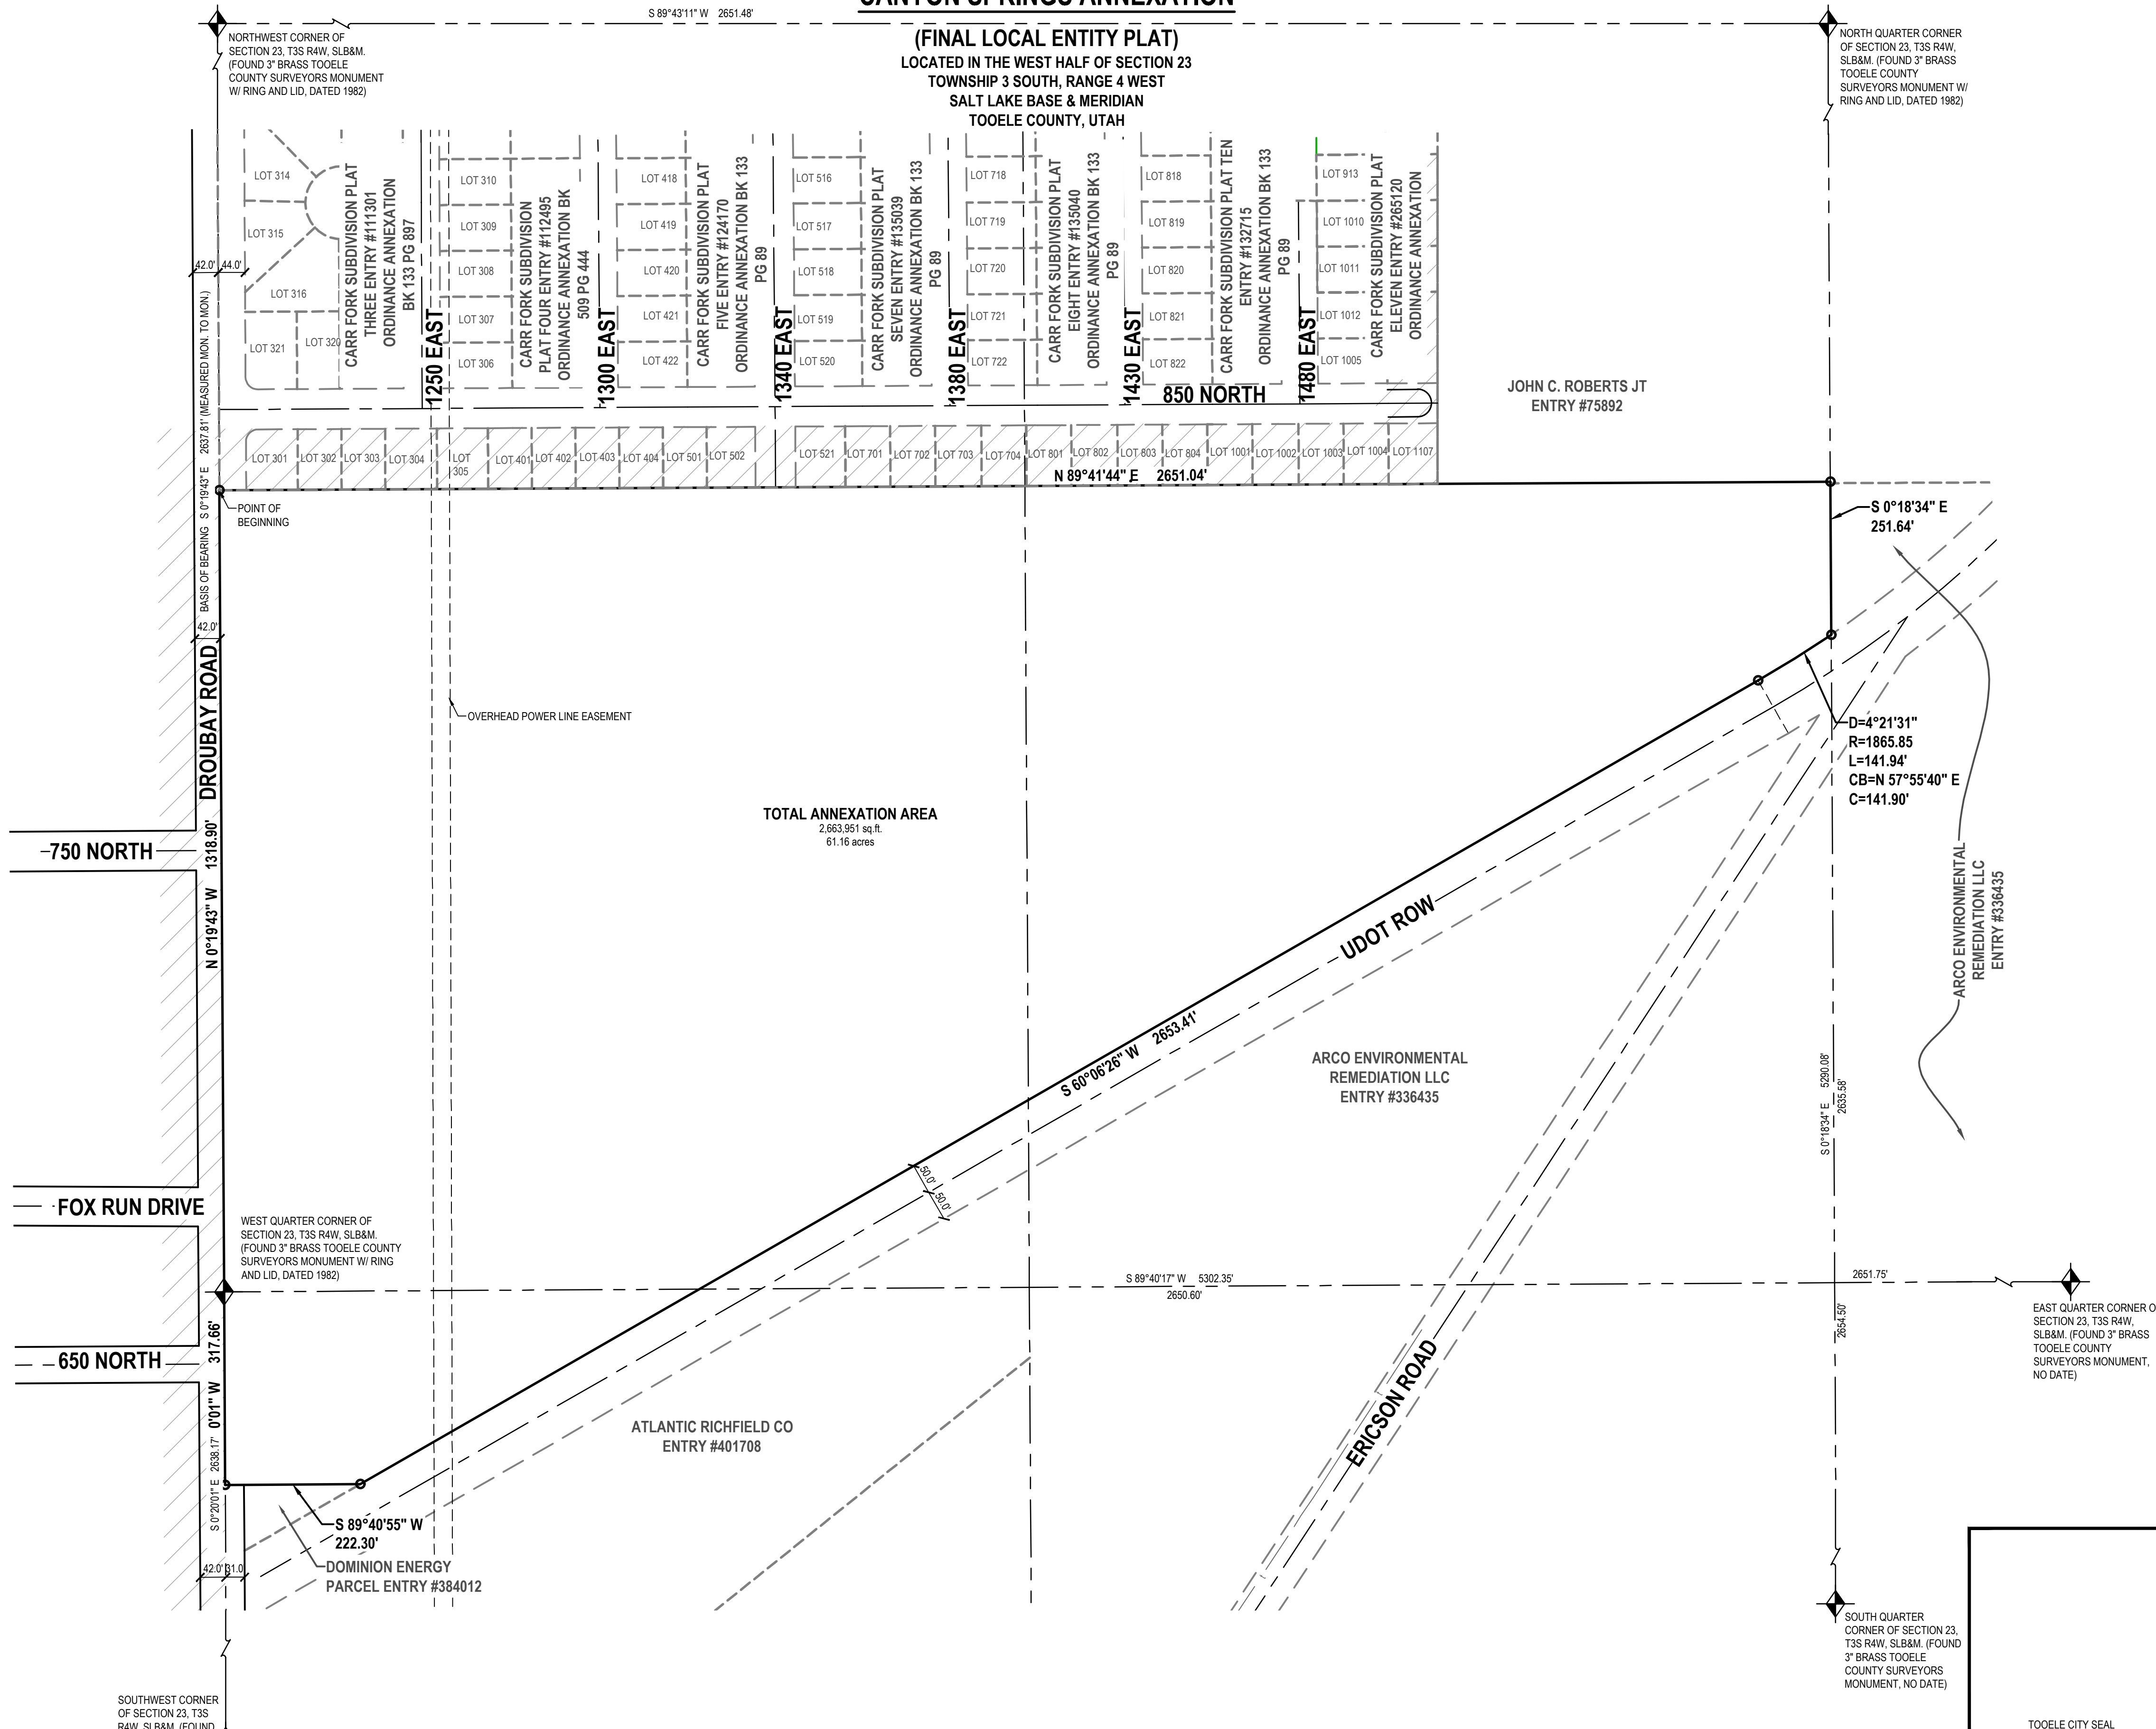 CANYON SPRINGS ANNEXATION
S 89°43'11" W 2651.48'
(FINAL LOCAL ENTITY PLAT)
LOCATED IN THE WEST HALF OF SECTION 23
TOWNSHIP 3 SOUTH, RANGE 4 WEST
SALT LAKE BASE & MERIDIAN
TOOELE COUNTY, UTAH
NORTHWEST CORNER OF
SECTION 23, T3S R4W, SLB&M.
(FOUND 3" BRASS TOOELE
COUNTY SURVEYORS MONUMENT
W/ RING AND LID, DATED 1982)
NORTH QUARTER CORNER
OF SECTION 23, T3S R4W,
SLB&M. (FOUND 3" BRASS
TOOELE COUNTY
SURVEYORS MONUMENT W/
RING AND LID, DATED 1982)
LOT 314
LOT 315
LOT 316
LOT 321
LOT 320
CARR FORK SUBDIVISION PLAT
THREE ENTRY #111301
ORDINANCE ANNEXATION
BK 133 PG 897
1250 EAST
LOT 310
LOT 309
LOT 308
LOT 307
LOT 306
CARR FORK SUBDIVISION
PLAT FOUR ENTRY #112495
ORDINANCE ANNEXATION BK
509 PG 444
1300 EAST
LOT 418
LOT 419
LOT 420
LOT 421
LOT 422
CARR FORK SUBDIVISION PLAT
FIVE ENTRY #124170
ORDINANCE ANNEXATION BK 133
PG 89
1340 EAST
LOT 516
LOT 517
LOT 518
LOT 519
LOT 520
CARR FORK SUBDIVISION PLAT
SEVEN ENTRY #135039
ORDINANCE ANNEXATION BK 133
PG 89
1380 EAST
LOT 718
LOT 719
LOT 720
LOT 721
LOT 722
CARR FORK SUBDIVISION PLAT
EIGHT ENTRY #135040
ORDINANCE ANNEXATION BK 133
PG 89
1430 EAST
LOT 818
LOT 819
LOT 820
LOT 821
LOT 822
CARR FORK SUBDIVISION PLAT TEN
ENTRY #132715
ORDINANCE ANNEXATION BK 133
PG 89
1480 EAST
LOT 913
LOT 1010
LOT 1011
LOT 1012
LOT 1005
CARR FORK SUBDIVISION PLAT
ELEVEN ENTRY #265120
ORDINANCE ANNEXATION
850 NORTH
JOHN C. ROBERTS JT
ENTRY #75892
42.0' 44.0'
BASIS OF BEARING S 0°19'43" E 2637.81' (MEASURED MON. TO MON.)
LOT 301
LOT 302
LOT 303
LOT 304
LOT
305
LOT 401
LOT 402
LOT 403
LOT 404
LOT 501
LOT 502
LOT 521
LOT 701
LOT 702
LOT 703
LOT 704
LOT 801
LOT 802
LOT 803
LOT 804
LOT 1001
LOT 1002
LOT 1003
LOT 1004
LOT 1107
N 89°41'44" E 2651.04'
POINT OF
BEGINNING
S 0°18'34" E
251.64'
42.0'
DROUBAY ROAD
OVERHEAD POWER LINE EASEMENT
D=4°21'31"
R=1865.85
L=141.94'
CB=N 57°55'40" E
C=141.90'
TOTAL ANNEXATION AREA
2,663,951 sq.ft.
61.16 acres
750 NORTH
N 0°19'43" W 1318.90'
UDOT ROW
ARCO ENVIRONMENTAL
REMEDIATION LLC
ENTRY #336435
S 60°06'26" W 2653.41'
ARCO ENVIRONMENTAL
REMEDIATION LLC
ENTRY #336435
S 0°18'34" E 5290.08'
2635.58'
50.0'
50.0'
FOX RUN DRIVE
WEST QUARTER CORNER OF
SECTION 23, T3S R4W, SLB&M.
(FOUND 3" BRASS TOOELE COUNTY
SURVEYORS MONUMENT W/ RING
AND LID, DATED 1982)
S 89°40'17" W 5302.35'
2650.60'
2651.75'
2654.50'
EAST QUARTER CORNER O
SECTION 23, T3S R4W,
SLB&M. (FOUND 3" BRASS
TOOELE COUNTY
SURVEYORS MONUMENT,
NO DATE)
650 NORTH
0'01" W 317.66'
S 0°20'01" E 2638.17'
ERICSON ROAD
ATLANTIC RICHFIELD CO
ENTRY #401708
S 89°40'55" W
222.30'
DOMINION ENERGY
PARCEL ENTRY #384012
42.0' 31.0'
SOUTH QUARTER
CORNER OF SECTION 23,
T3S R4W, SLB&M. (FOUND
3" BRASS TOOELE
COUNTY SURVEYORS
MONUMENT, NO DATE)
SOUTHWEST CORNER
OF SECTION 23, T3S
R4W, SLB&M. (FOUND
TOOELE CITY SEAL